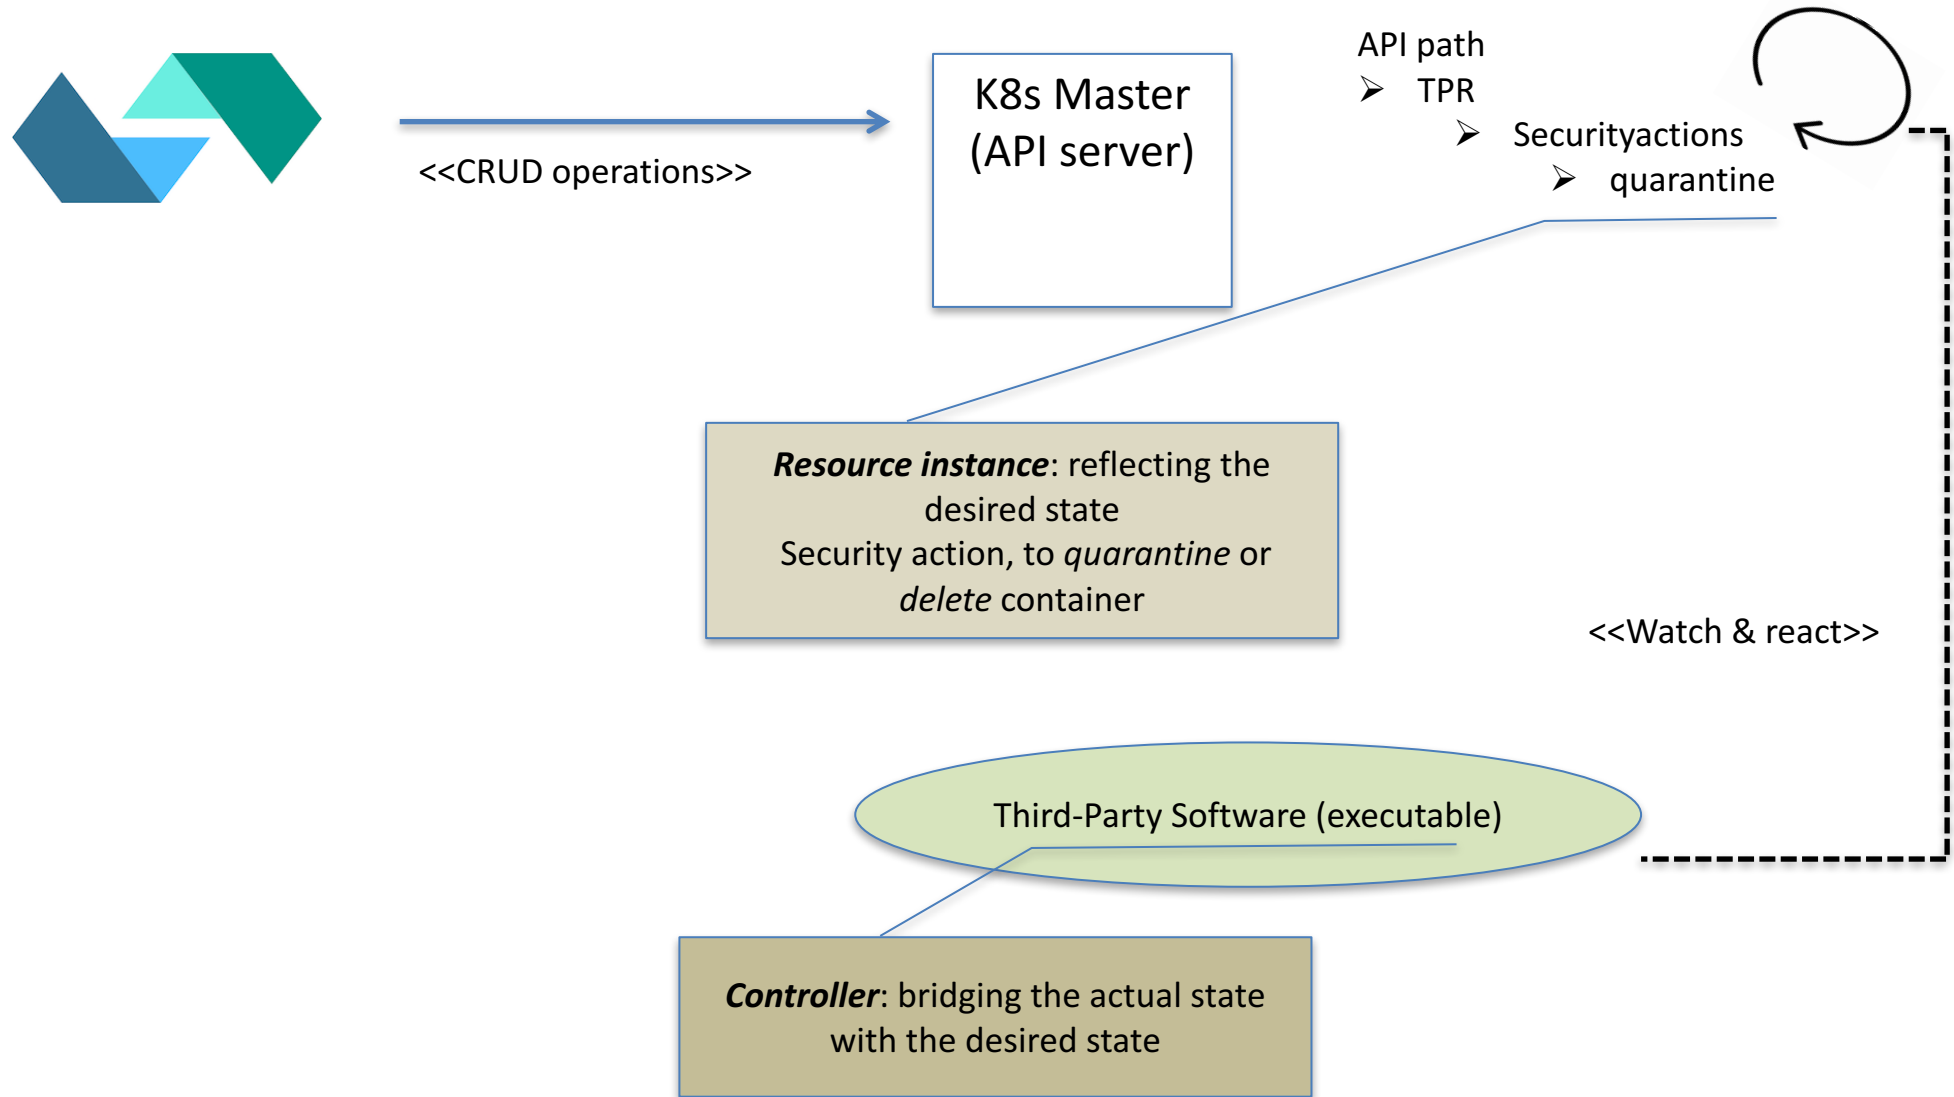 K8s Master
(API server)
<<CRUD operations>>
API path
➢ TPR
➢ Securityactions
➢ quarantine
Resource instance: reflecting the
desired state
Security action, to quarantine or
delete container
<<Watch & react>>
Third-Party Software (executable)
Controller: bridging the actual state
with the desired state